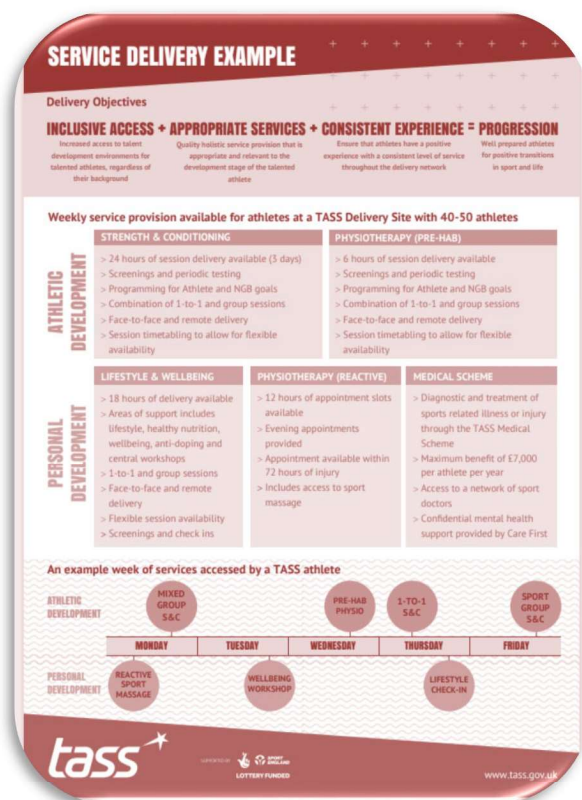 SERVICE DELIVERY EXAMPLE
Delivery Objectives
INCLUSIVE ACCESS + APPROPRIATE SERVICES + CONSISTENT EXPERIENCE = PROGRESSION
Increased access to talent
development environments for
talented athletes, regardless of
their background
Quality holistic service provision that is
appropriate and relevant to the
development stage of the talented
athlete
Ensure that athletes have a positive
experience with a consistent level of service
throughout the delivery network
Well prepared athletes
for positive transitions
in sport and life
Weekly service provision available for athletes at a TASS Delivery Site with 40-50 athletes
ATHLETIC
DEVELOPMENT
STRENGTH & CONDITIONING
> 24 hours of session delivery available (3 days)
> Screenings and periodic testing
> Programming for Athlete and NGB goals
> Combination of 1-to-1 and group sessions
> Face-to-face and remote delivery
> Session timetabling to allow for flexible
availability
PHYSIOTHERAPY (PRE-HAB)
> 6 hours of session delivery available
> Screenings and periodic testing
> Programming for Athlete and NGB goals
> Combination of 1-to-1 and group sessions
> Face-to-face and remote delivery
> Session timetabling to allow for flexible
availability
PERSONAL
DEVELOPMENT
LIFESTYLE & WELLBEING
> 18 hours of delivery available
> Areas of support includes
lifestyle, healthy nutrition,
wellbeing, anti-doping and
central workshops
> 1-to-1 and group sessions
> Face-to-face and remote
delivery
> Flexible session availability
> Screenings and check ins
PHYSIOTHERAPY (REACTIVE)
> 12 hours of appointment slots
available
> Evening appointments
provided
> Appointment available within
72 hours of injury
> Includes access to sport
massage
MEDICAL SCHEME
> Diagnostic and treatment of
sports related illness or injury
through the TASS Medical
Scheme
> Maximum benefit of £7,000
per athlete per year
> Access to a network of sport
doctors
> Confidential mental health
support provided by Care First
An example week of services accessed by a TASS athlete
ATHLETIC
DEVELOPMENT
MIXED
GROUP
S&C
PRE-HAB
PHYSIO
1-TO-1
S&C
SPORT
GROUP
S&C
MONDAY TUESDAY WEDNESDAY THURSDAY FRIDAY
PERSONAL
DEVELOPMENT
REACTIVE
SPORT
MASSAGE
WELLBEING
WORKSHOP
LIFESTYLE
CHECK-IN
tass
SUPPORTED BY
SPORT
ENGLAND
LOTTERY FUNDED
www.tass.gov.uk